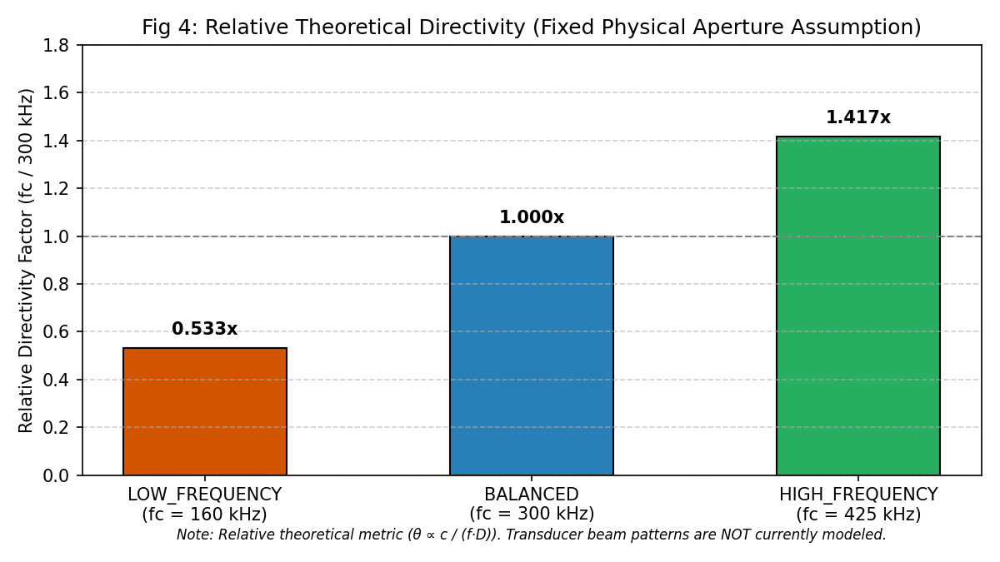 Fig 4: Relative Theoretical Directivity (Fixed Physical Aperture Assumption)
Relative Directivity Factor (fc / 300 kHz)
1.8
1.6
1.4
1.2
1.0
0.8
0.6
0.4
0.2
0.0
0.533x
1.000x
1.417x
LOW_FREQUENCY
(fc = 160 kHz)
BALANCED
(fc = 300 kHz)
HIGH_FREQUENCY
(fc = 425 kHz)
Note: Relative theoretical metric (θ ∝ c / (f·D)). Transducer beam patterns are NOT currently modeled.